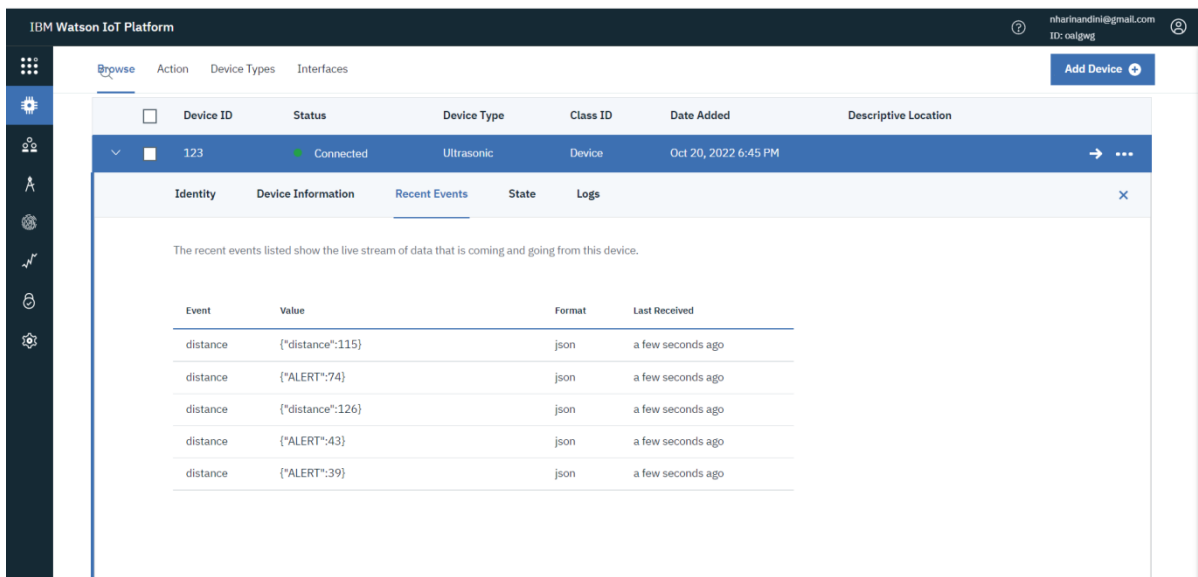 IBM Watson IoT Platform
nharinandini@gmail.com
ID: oalgwg
Browse Action Device Types Interfaces
Add Device
Device ID Status Device Type Class ID Date Added Descriptive Location
123 Connected Ultrasonic Device Oct 20, 2022 6:45 PM
Identity Device Information Recent Events State Logs
The recent events listed show the live stream of data that is coming and going from this device.
Event Value Format Last Received
distance {"distance":115} json a few seconds ago
distance {"ALERT":74} json a few seconds ago
distance {"distance":126} json a few seconds ago
distance {"ALERT":43} json a few seconds ago
distance {"ALERT":39} json a few seconds ago